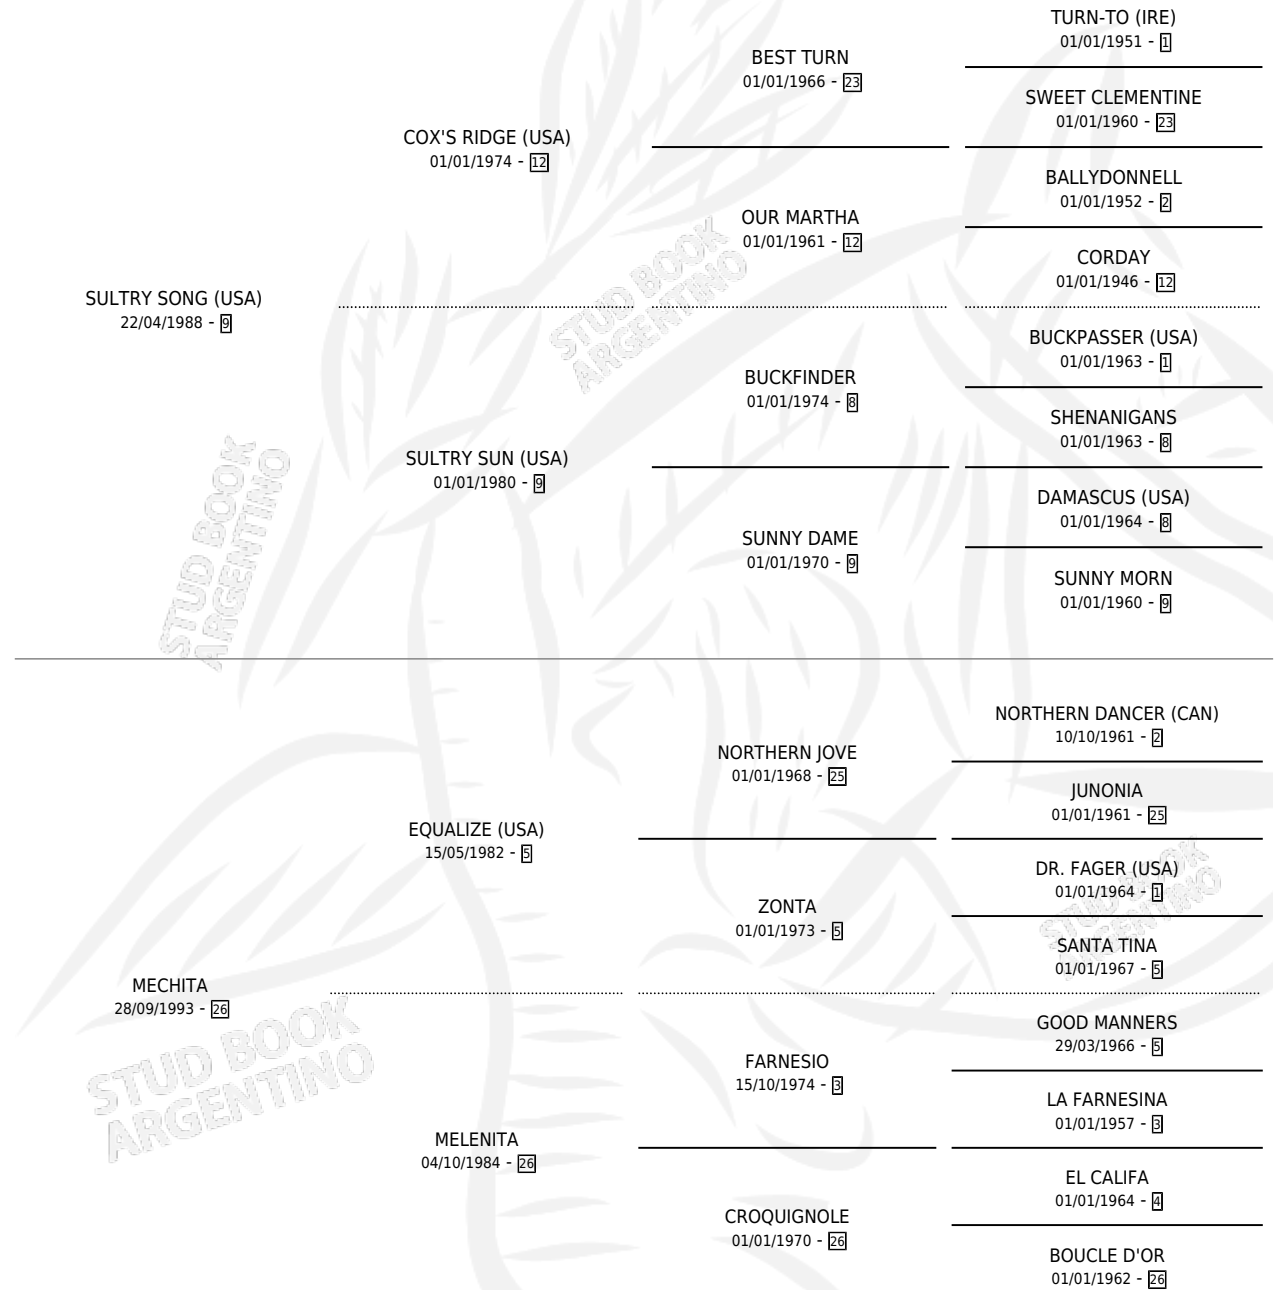 TURN-TO (IRE)
01/01/1951 - 1
BEST TURN
01/01/1966 - 23
SWEET CLEMENTINE
01/01/1960 - 23
COX'S RIDGE (USA)
01/01/1974 - 12
BALLYDONNELL
01/01/1952 - 2
OUR MARTHA
01/01/1961 - 12
CORDAY
01/01/1946 - 12
SULTRY SONG (USA)
22/04/1988 - 9
STUD BOOK
ARGENTINO
BUCKPASSER (USA)
01/01/1963 - 1
BUCKFINDER
01/01/1974 - 8
SHENANIGANS
01/01/1963 - 8
SULTRY SUN (USA)
01/01/1980 - 9
DAMASCUS (USA)
01/01/1964 - 8
SUNNY DAME
01/01/1970 - 9
SUNNY MORN
01/01/1960 - 9
STUD BOOK
ARGENTINO
NORTHERN DANCER (CAN)
10/10/1961 - 2
NORTHERN JOVE
01/01/1968 - 25
JUNONIA
01/01/1961 - 25
EQUALIZE (USA)
15/05/1982 - 5
DR. FAGER (USA)
01/01/1964 - 1
ZONTA
01/01/1973 - 5
STUD BOOK
ARGENTINO
SANTA TINA
01/01/1967 - 5
MECHITA
28/09/1993 - 26
STUD BOOK
ARGENTINO
GOOD MANNERS
29/03/1966 - 5
FARNESIO
15/10/1974 - 3
LA FARNESINA
01/01/1957 - 3
MELENITA
04/10/1984 - 26
EL CALIFA
01/01/1964 - 4
CROQUIGNOLE
01/01/1970 - 26
BOUCLE D'OR
01/01/1962 - 26